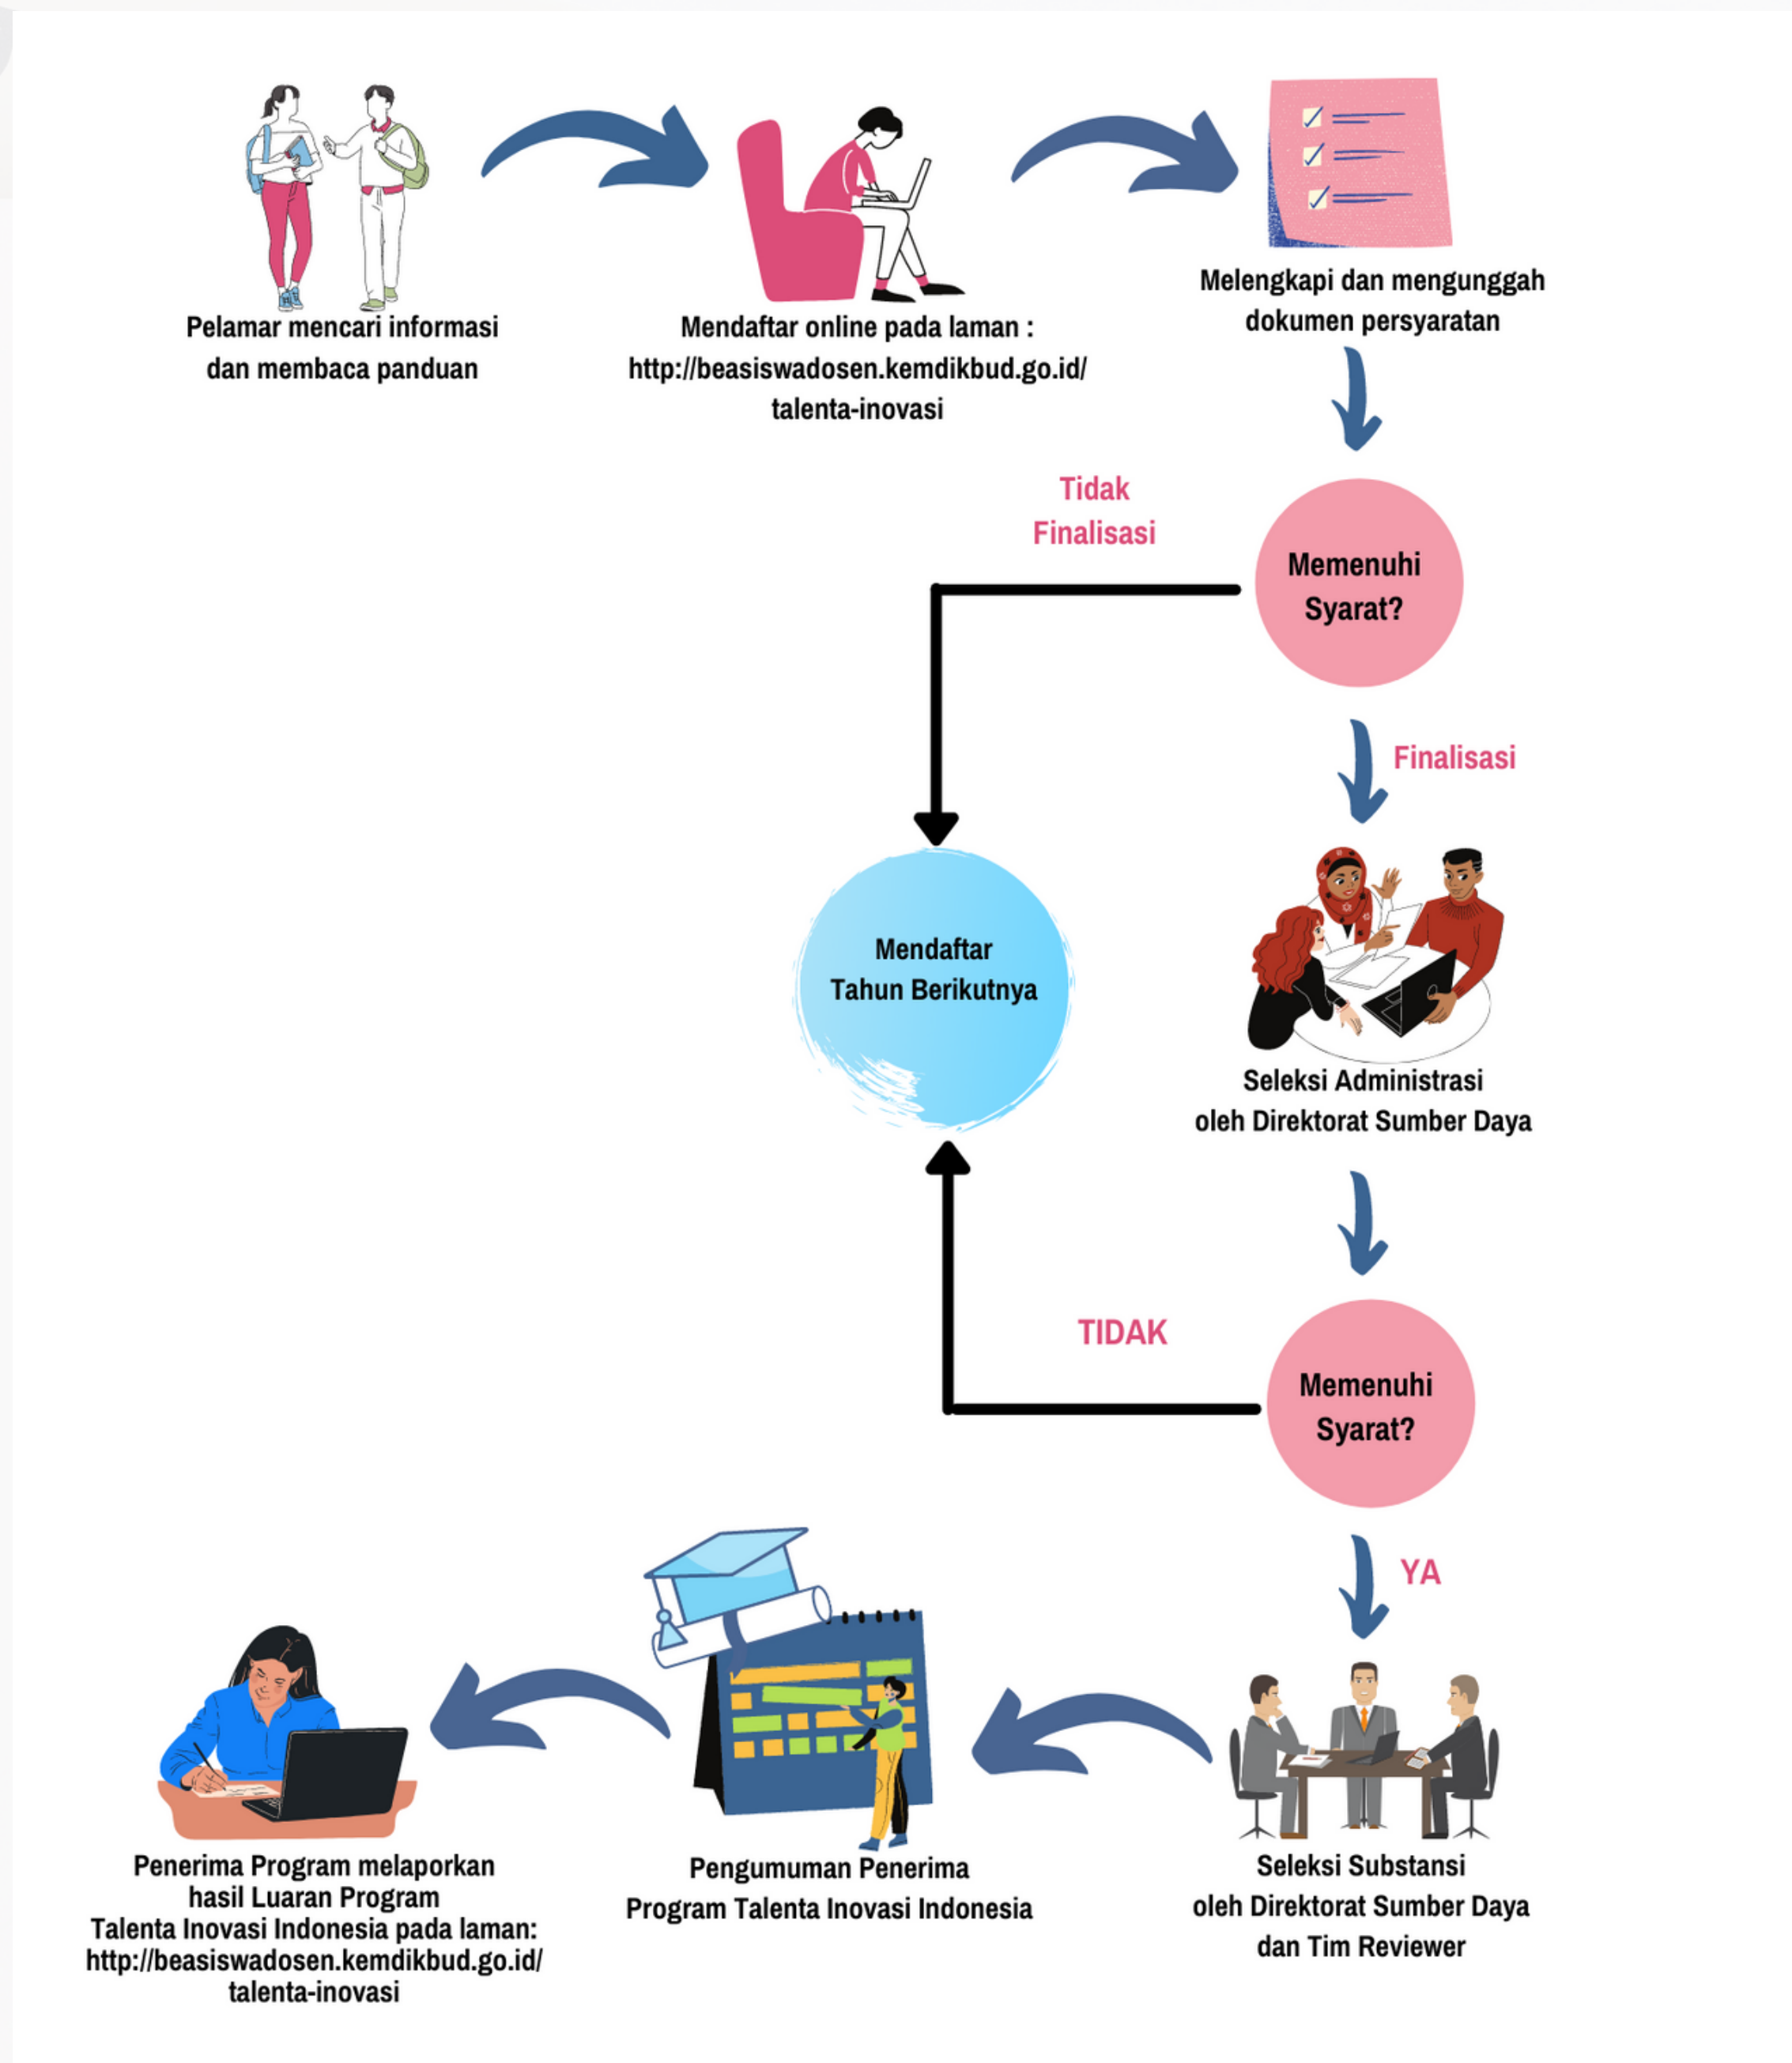 Pelamar mencari informasi
dan membaca panduan
Mendaftar online pada laman :
http://beasiswadosen.kemdikbud.go.id/
talenta-inovasi
Melengkapi dan mengunggah
dokumen persyaratan
Memenuhi
Syarat?
Tidak
Finalisasi
Finalisasi
Mendaftar
Tahun Berikutnya
Seleksi Administrasi
oleh Direktorat Sumber Daya
Memenuhi
Syarat?
TIDAK
YA
Seleksi Substansi
oleh Direktorat Sumber Daya
dan Tim Reviewer
Pengumuman Penerima
Program Talenta Inovasi Indonesia
Penerima Program melaporkan
hasil Luaran Program
Talenta Inovasi Indonesia pada laman:
http://beasiswadosen.kemdikbud.go.id/
talenta-inovasi